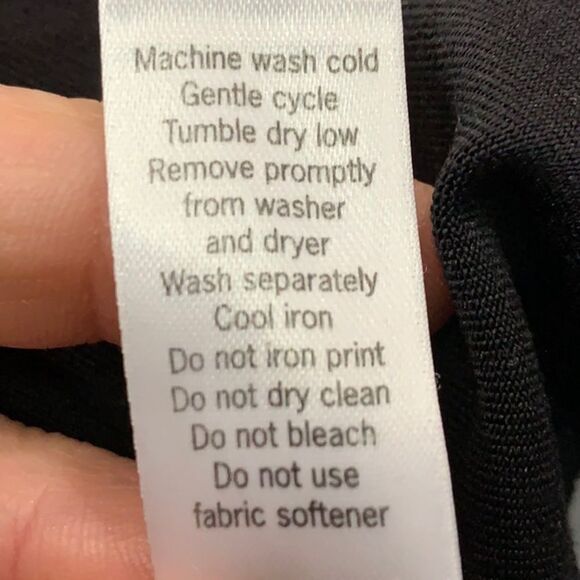 Machine wash cold
Gentle cycle
Tumble dry low
Remove promptly
from washer
and dryer
Wash separately
Cool iron
Do not iron print
Do not dry clean
Do not bleach
Do not use
fabric softener